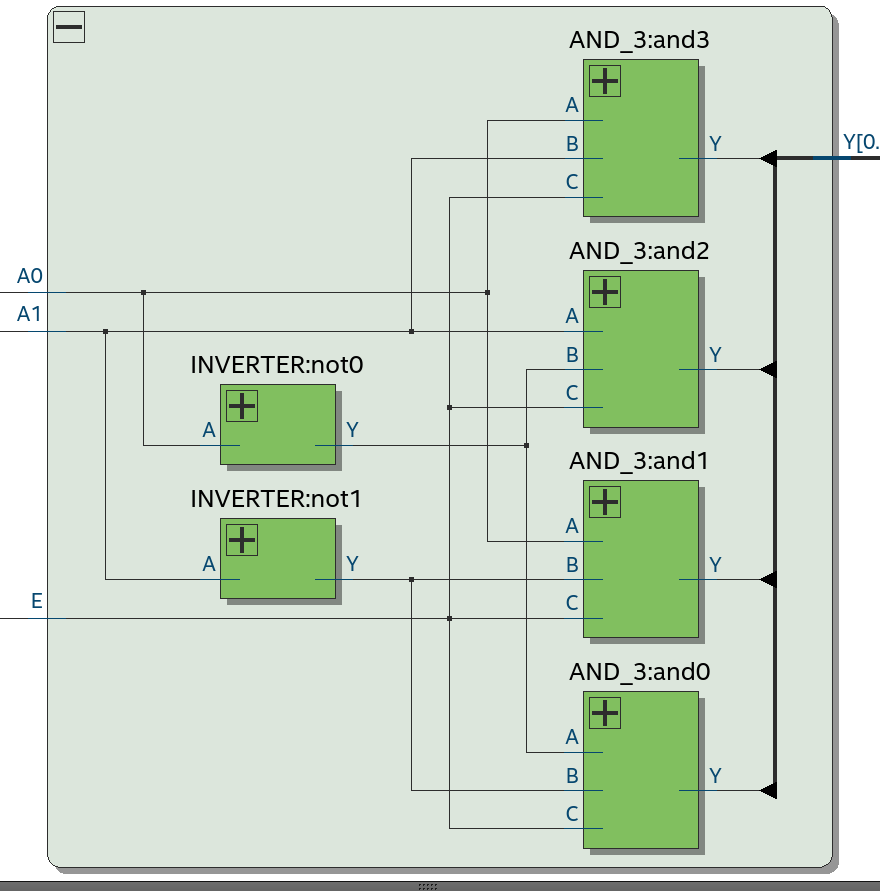 AND_3:and3
A
B
Y
Y[0.
C
AND_3:and2
A0
A1
A
B
Y
C
INVERTER:not0
A
Y
AND_3:and1
INVERTER:not1
A
A
Y
B
Y
E
C
AND_3:and0
A
B
Y
C